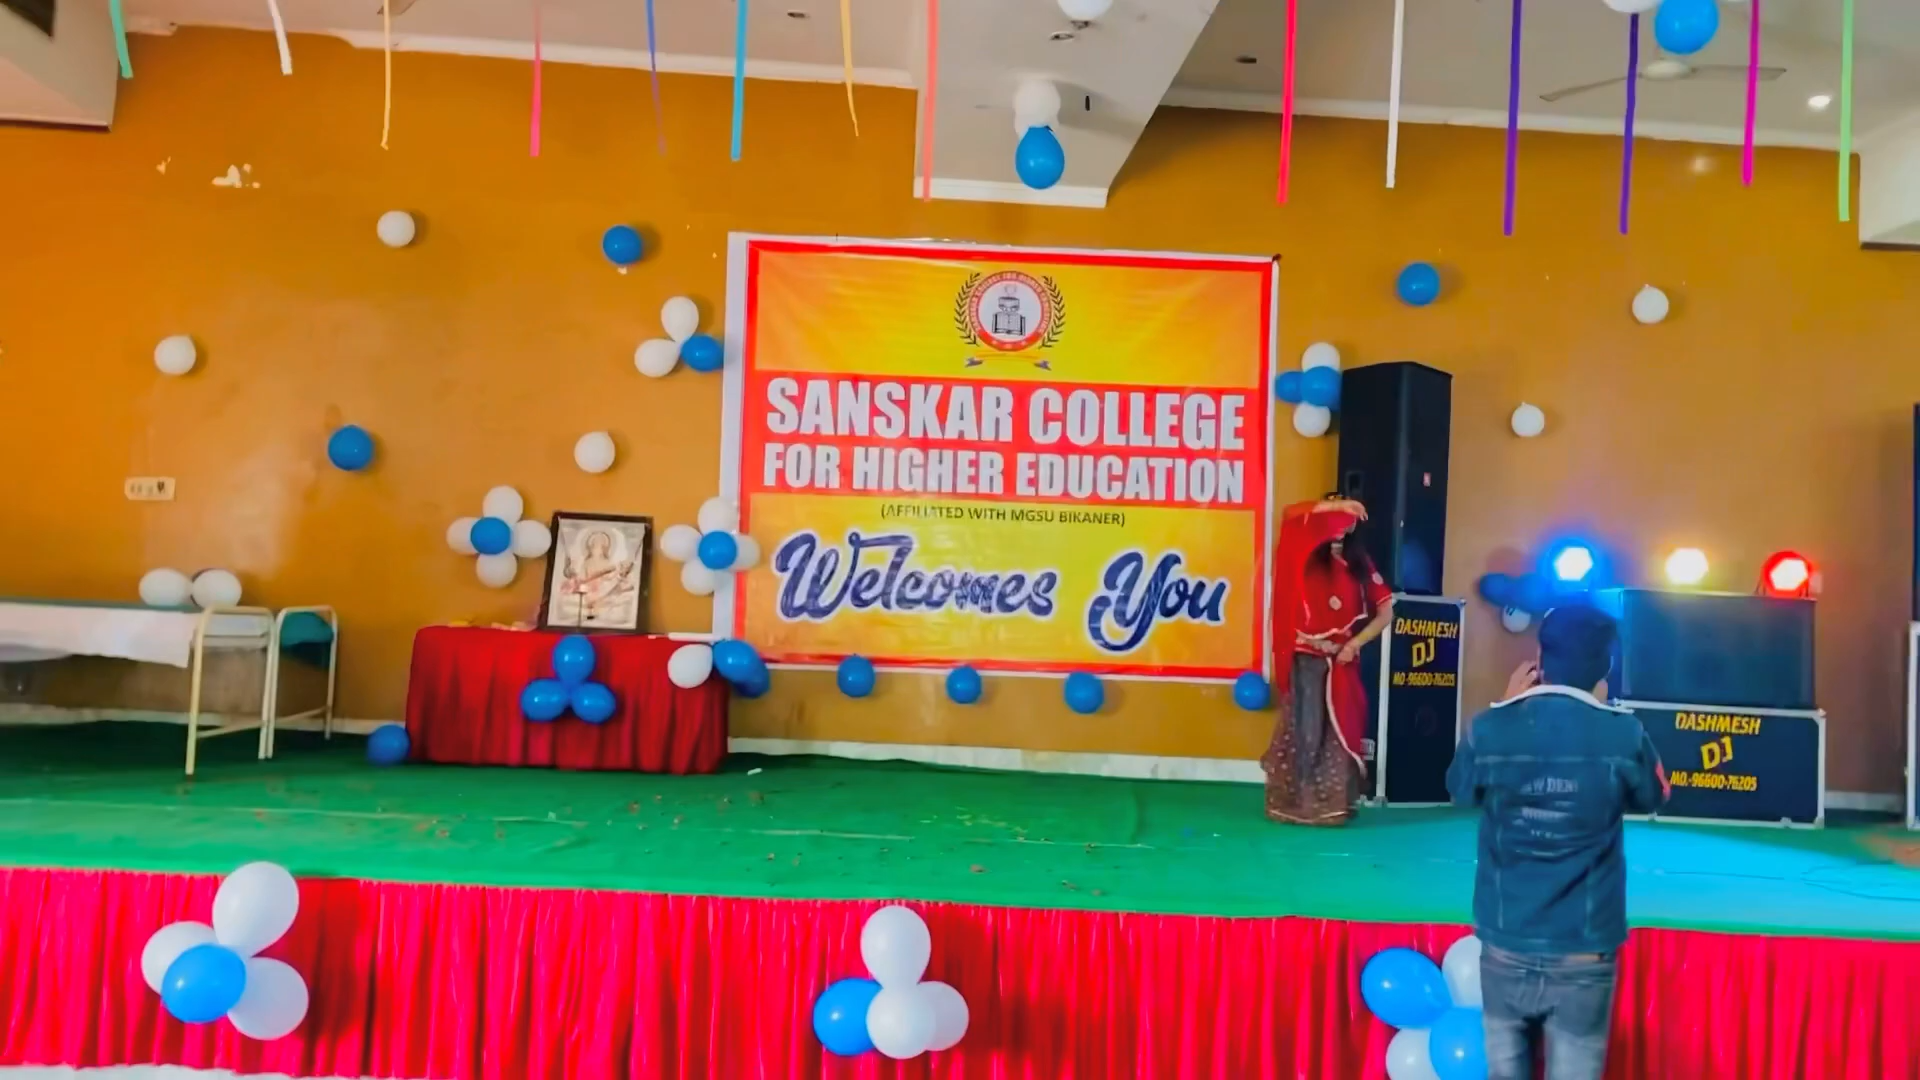 SANSKAR COLLEGE
FOR HIGHER EDUCATION
(AFFILIATED WITH MGSU BIKANER)
Welcomes You
DASHMESH
DJ
MO-96600-76205
DASHMESH
DJ
MO.-96600-76205